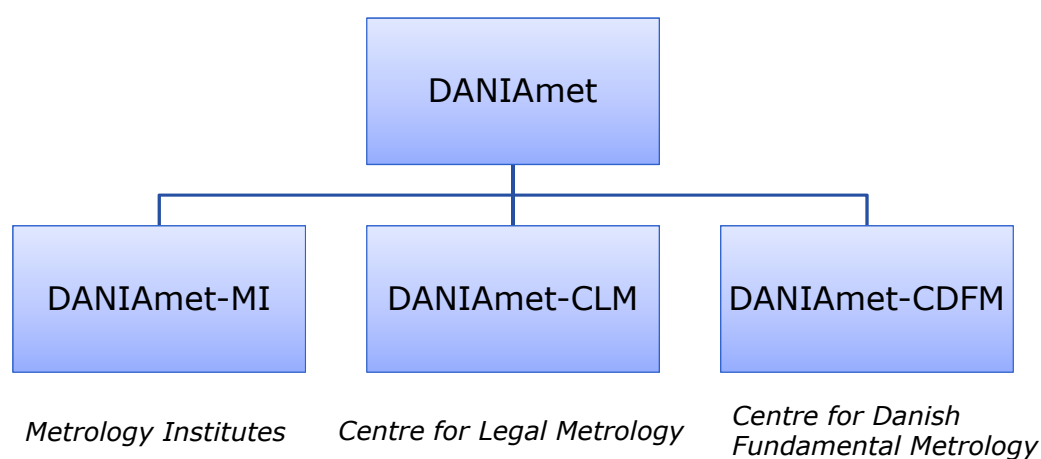 DANIAmet
DANIAmet-MI
DANIAmet-CLM
DANIAmet-CDFM
Metrology Institutes
Centre for Legal Metrology
Centre for Danish
Fundamental Metrology